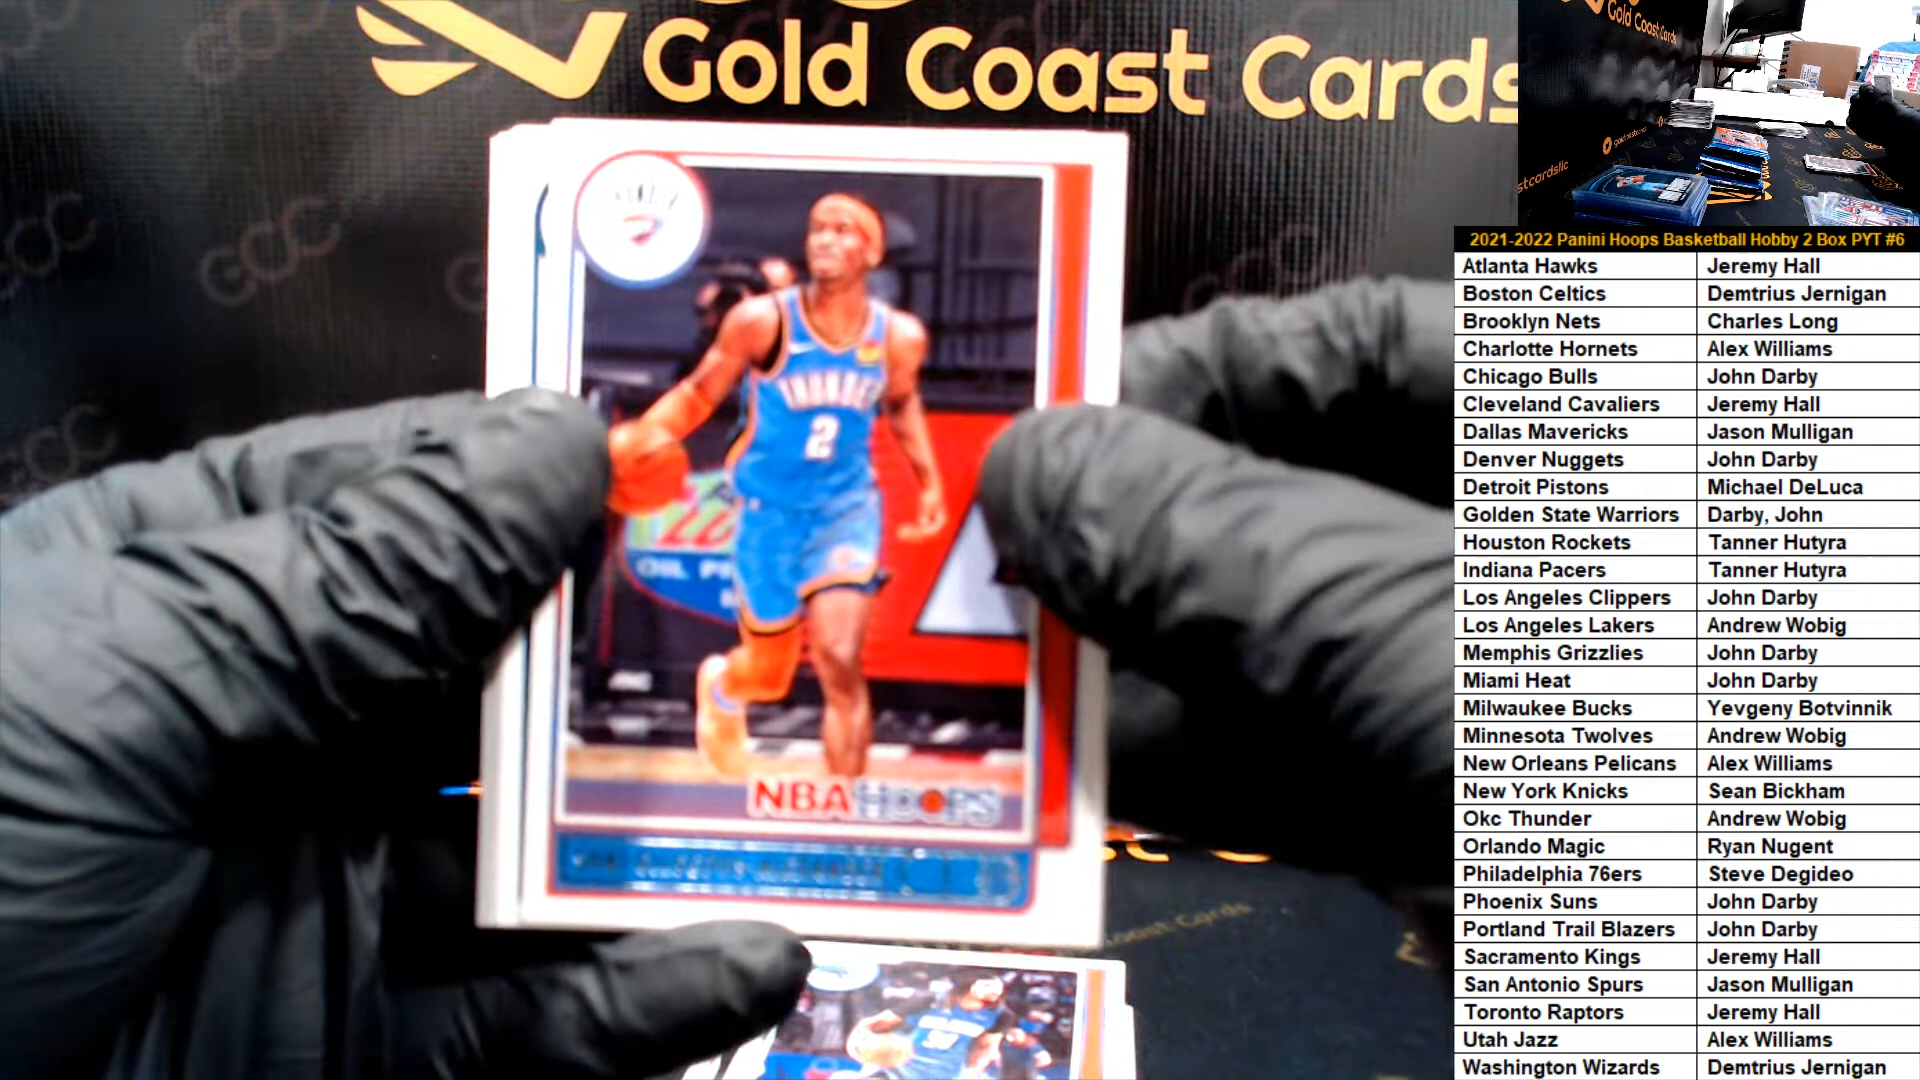 Gold Coast Cards
GCC
Gold Coast Cards
THUNDER
2
OIL
NBA HOOPS
2021-2022 Panini Hoops Basketball Hobby 2 Box PYT #6
Atlanta Hawks Jeremy Hall
Boston Celtics Demtrius Jernigan
Brooklyn Nets Charles Long
Charlotte Hornets Alex Williams
Chicago Bulls John Darby
Cleveland Cavaliers Jeremy Hall
Dallas Mavericks Jason Mulligan
Denver Nuggets John Darby
Detroit Pistons Michael DeLuca
Golden State Warriors Darby, John
Houston Rockets Tanner Hutyra
Indiana Pacers Tanner Hutyra
Los Angeles Clippers John Darby
Los Angeles Lakers Andrew Wobig
Memphis Grizzlies John Darby
Miami Heat John Darby
Milwaukee Bucks Yevgeny Botvinnik
Minnesota Twolves Andrew Wobig
New Orleans Pelicans Alex Williams
New York Knicks Sean Bickham
Okc Thunder Andrew Wobig
Orlando Magic Ryan Nugent
Philadelphia 76ers Steve Degideo
Phoenix Suns John Darby
Portland Trail Blazers John Darby
Sacramento Kings Jeremy Hall
San Antonio Spurs Jason Mulligan
Toronto Raptors Jeremy Hall
Utah Jazz Alex Williams
Washington Wizards Demtrius Jernigan